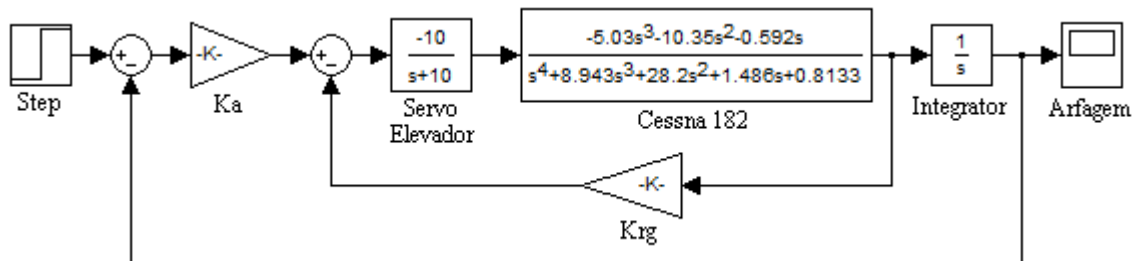 Step
+
−
-K-
Ka
+
−
-10
s+10
Servo
Elevador
-5.03s³-10.35s²-0.592s
s⁴+8.943s³+28.2s²+1.486s+0.8133
Cessna 182
1
s
Integrator
Arfagem
-K-
Krg